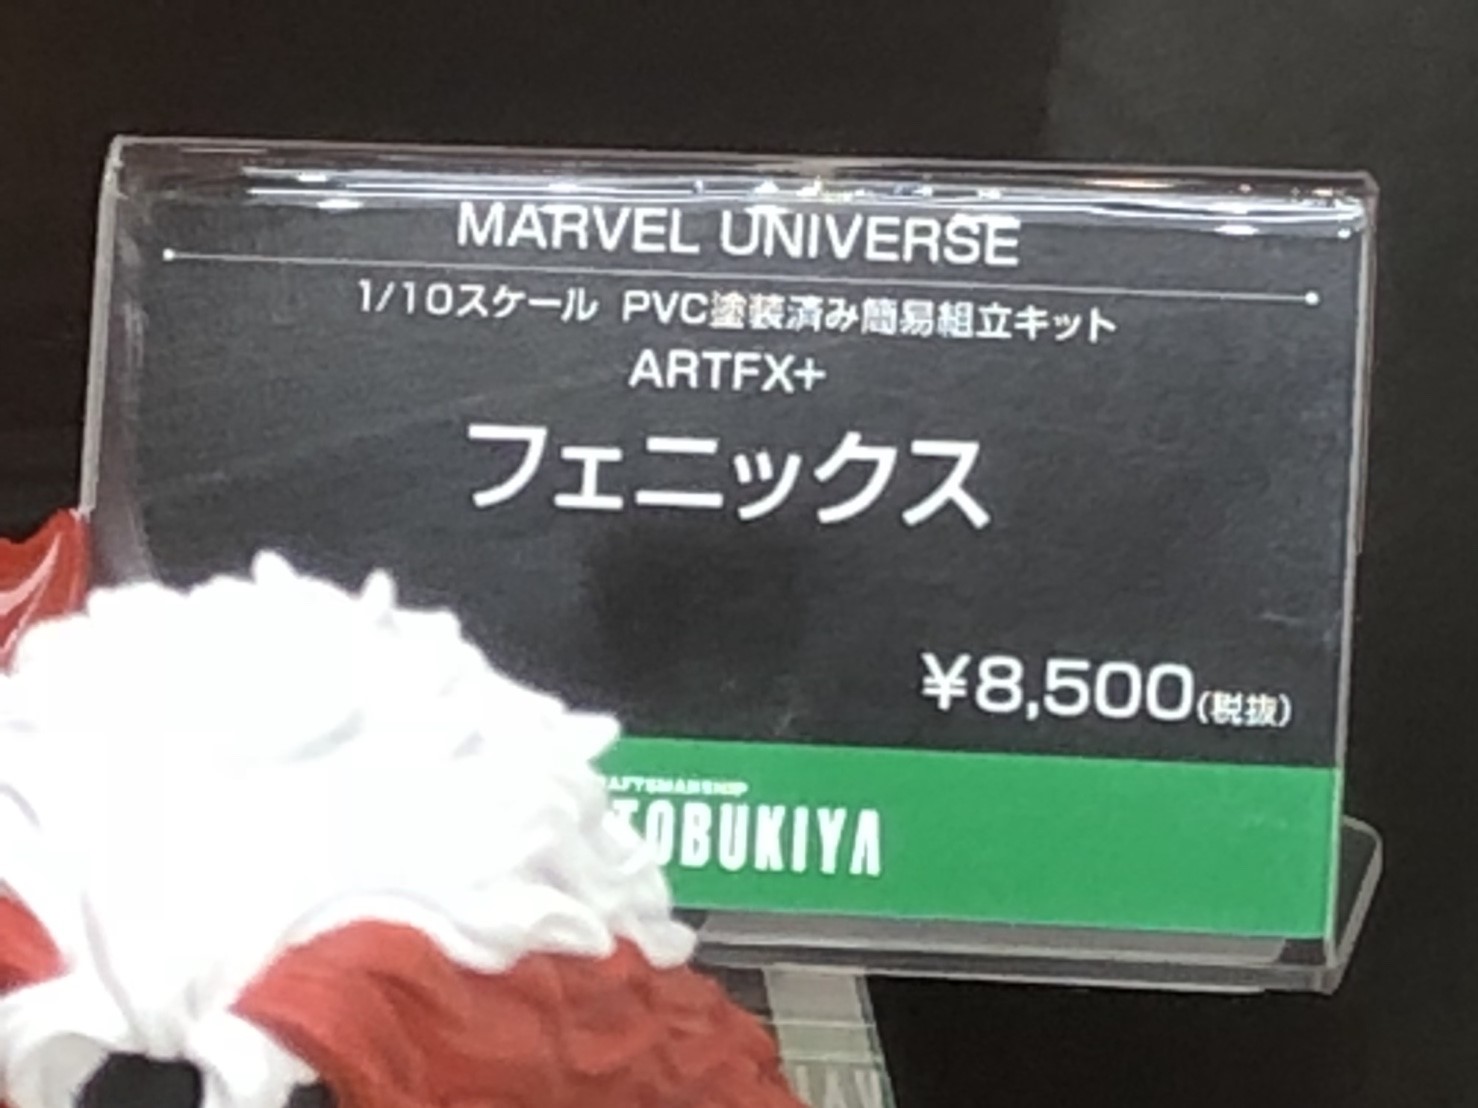 MARVEL UNIVERSE
1/10スケール PVC塗装済み簡易組立キット
ARTFX+
フェニックス
¥8,500(税抜)
RAFTSMANSHIP
TOBUKIYA